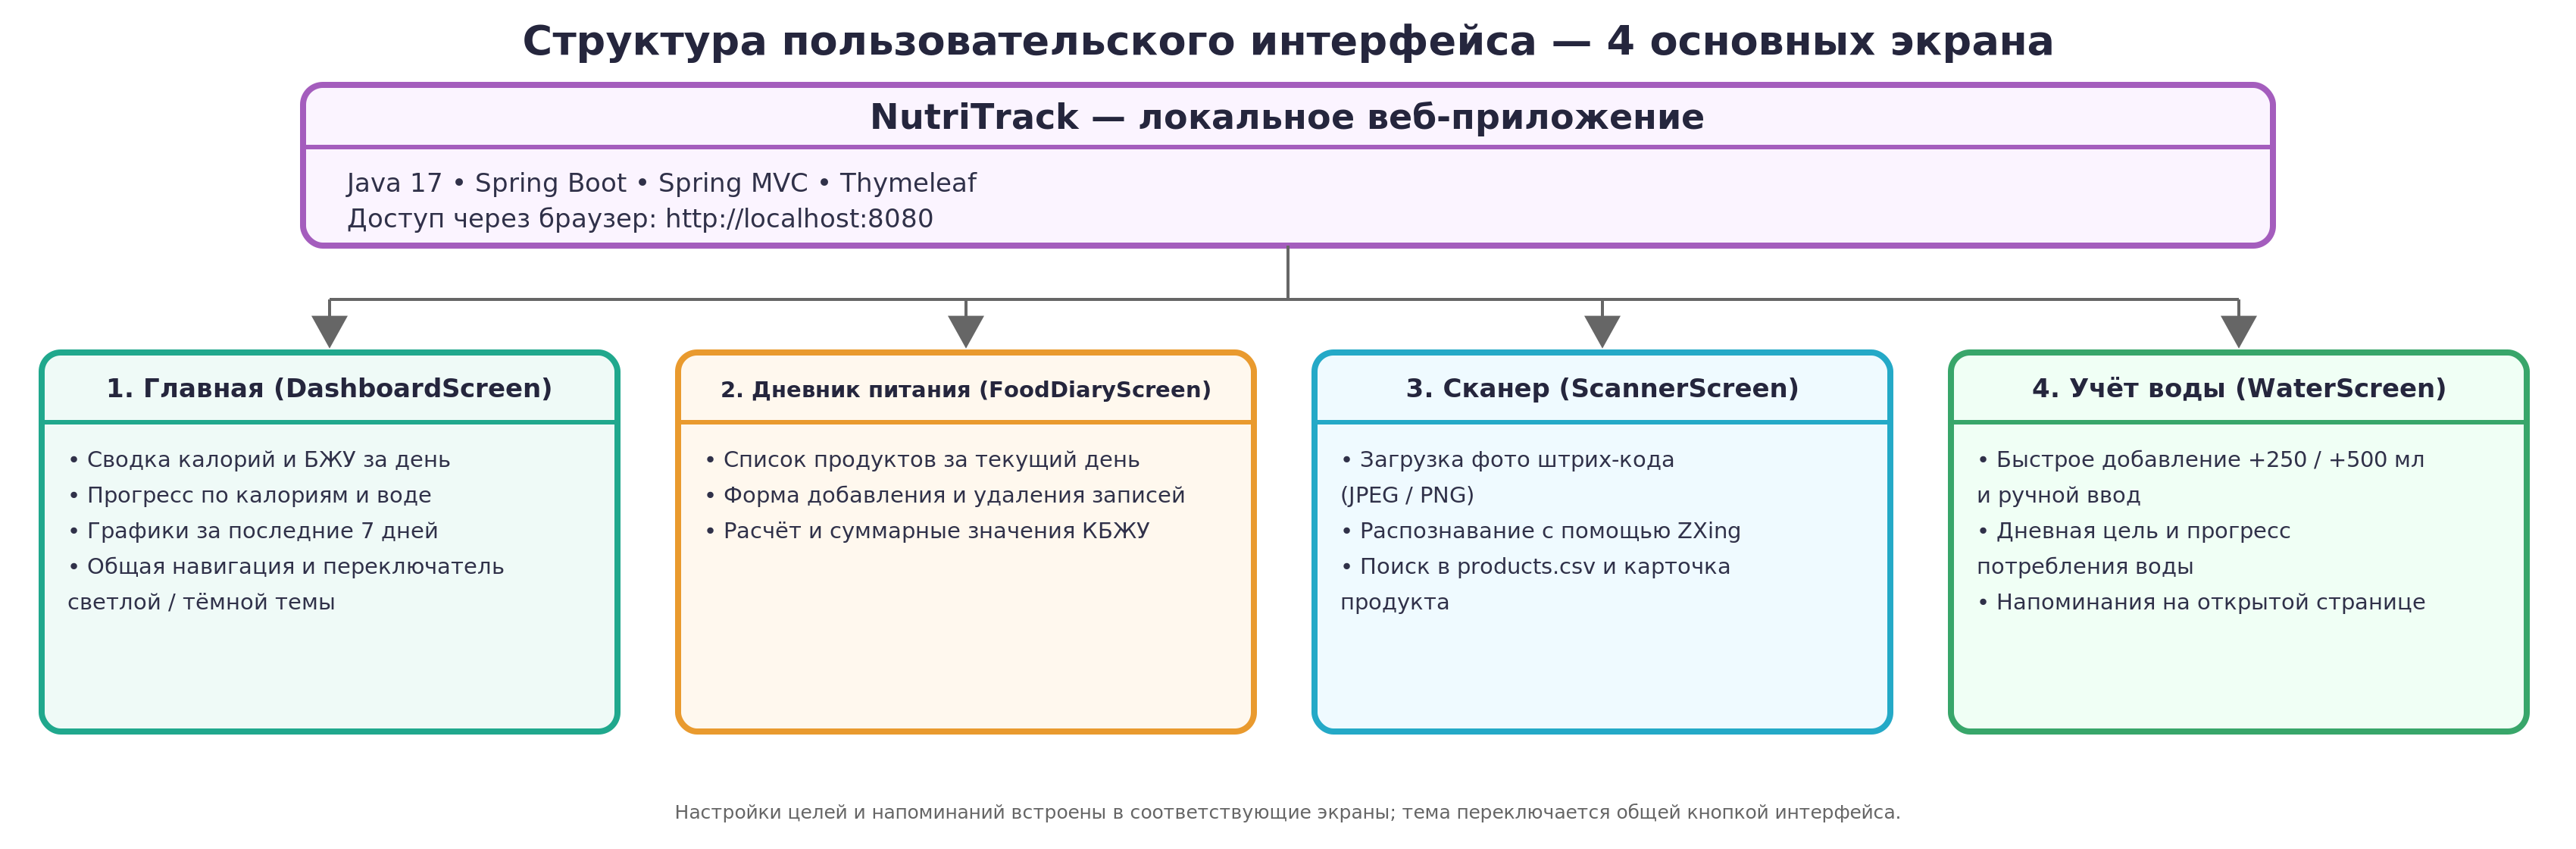 Структура пользовательского интерфейса — 4 основных экрана
NutriTrack — локальное веб-приложение
Java 17 • Spring Boot • Spring MVC • Thymeleaf
Доступ через браузер: http://localhost:8080
1. Главная (DashboardScreen)
• Сводка калорий и БЖУ за день
• Прогресс по калориям и воде
• Графики за последние 7 дней
• Общая навигация и переключатель
светлой / тёмной темы
2. Дневник питания (FoodDiaryScreen)
• Список продуктов за текущий день
• Форма добавления и удаления записей
• Расчёт и суммарные значения КБЖУ
3. Сканер (ScannerScreen)
• Загрузка фото штрих-кода
(JPEG / PNG)
• Распознавание с помощью ZXing
• Поиск в products.csv и карточка
продукта
4. Учёт воды (WaterScreen)
• Быстрое добавление +250 / +500 мл
и ручной ввод
• Дневная цель и прогресс
потребления воды
• Напоминания на открытой странице
Настройки целей и напоминаний встроены в соответствующие экраны; тема переключается общей кнопкой интерфейса.